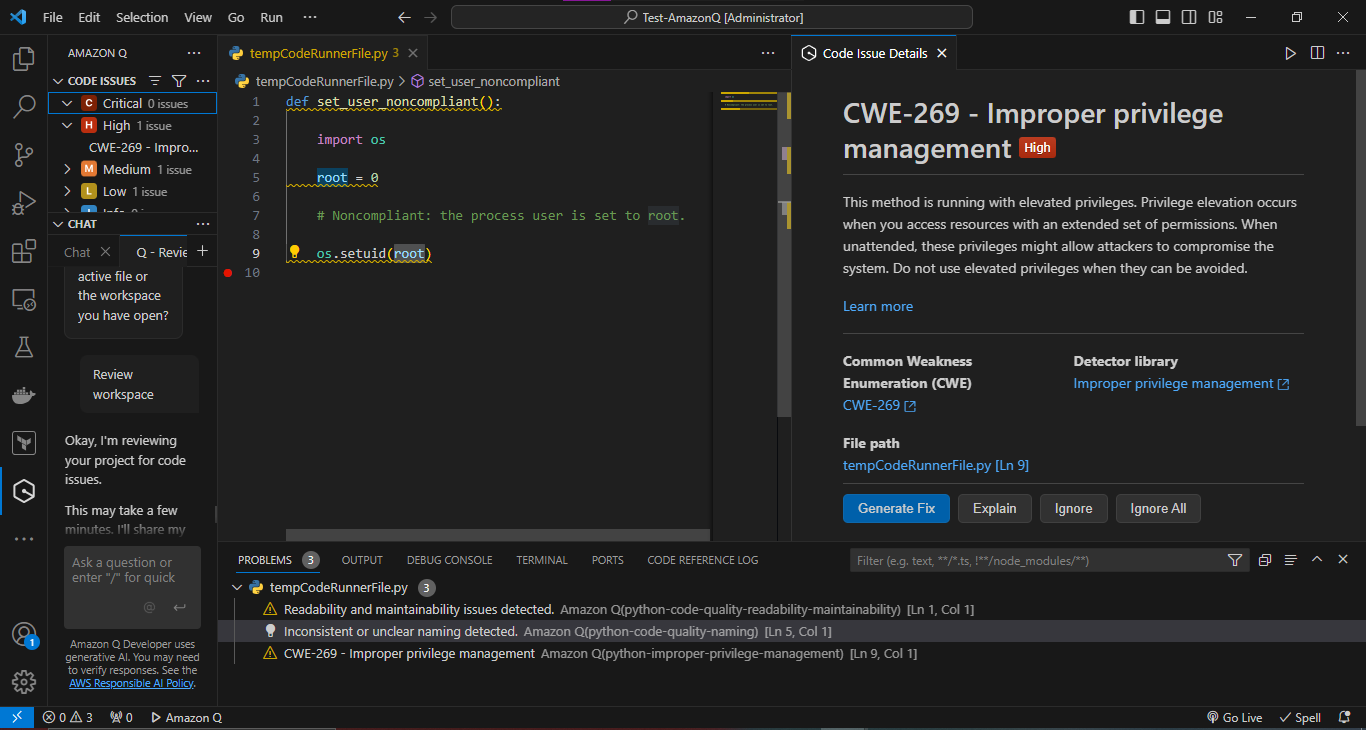 File Edit Selection View Go Run ··· Test-AmazonQ [Administrator]
AMAZON Q ···
CODE ISSUES ···
C Critical 0 issues
H High 1 issue
CWE-269 - Impro...
M Medium 1 issue
L Low 1 issue
CHAT ···
Chat Q - Revie
active file or
the workspace
you have open?
Review
workspace
Okay, I'm reviewing
your project for code
issues.
This may take a few
minutes. I'll share my
Ask a question or
enter "/" for quick
@
Amazon Q Developer uses
generative AI. You may need
to verify responses. See the
AWS Responsible AI Policy.
1
tempCodeRunnerFile.py 3 ···
tempCodeRunnerFile.py > set_user_noncompliant
1 def set_user_noncompliant():
2
3 import os
4
5 root = 0
6
7 # Noncompliant: the process user is set to root.
8
9 os.setuid(root)
10
Code Issue Details ···
CWE-269 - Improper privilege
management High
This method is running with elevated privileges. Privilege elevation occurs
when you access resources with an extended set of permissions. When
unattended, these privileges might allow attackers to compromise the
system. Do not use elevated privileges when they can be avoided.
Learn more
Common Weakness
Enumeration (CWE)
CWE-269
Detector library
Improper privilege management
File path
tempCodeRunnerFile.py [Ln 9]
Generate Fix Explain Ignore Ignore All
PROBLEMS 3 OUTPUT DEBUG CONSOLE TERMINAL PORTS CODE REFERENCE LOG Filter (e.g. text, **/*.ts, !**/node_modules/**)
tempCodeRunnerFile.py 3
Readability and maintainability issues detected. Amazon Q(python-code-quality-readability-maintainability) [Ln 1, Col 1]
Inconsistent or unclear naming detected. Amazon Q(python-code-quality-naming) [Ln 5, Col 1]
CWE-269 - Improper privilege management Amazon Q(python-improper-privilege-management) [Ln 9, Col 1]
0 3 0 Amazon Q Go Live Spell